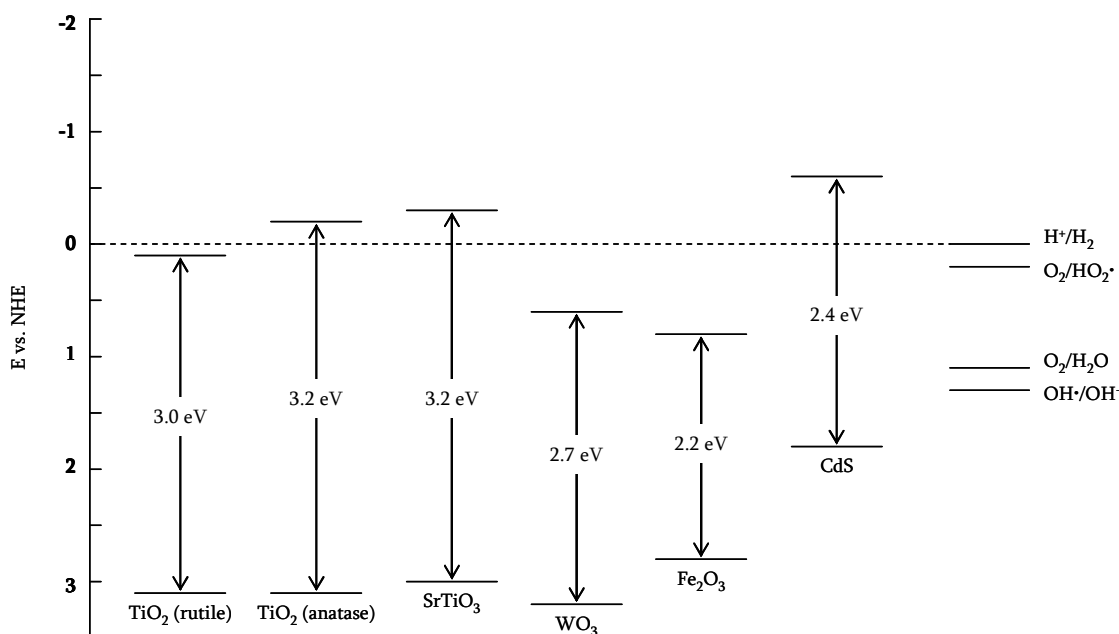 -2
-1
0
1
2
3
E vs. NHE
3.0 eV
3.2 eV
3.2 eV
2.7 eV
2.2 eV
2.4 eV
TiO₂ (rutile)
TiO₂ (anatase)
SrTiO₃
WO₃
Fe₂O₃
CdS
H⁺/H₂
O₂/HO₂•
O₂/H₂O
OH•/OH⁻